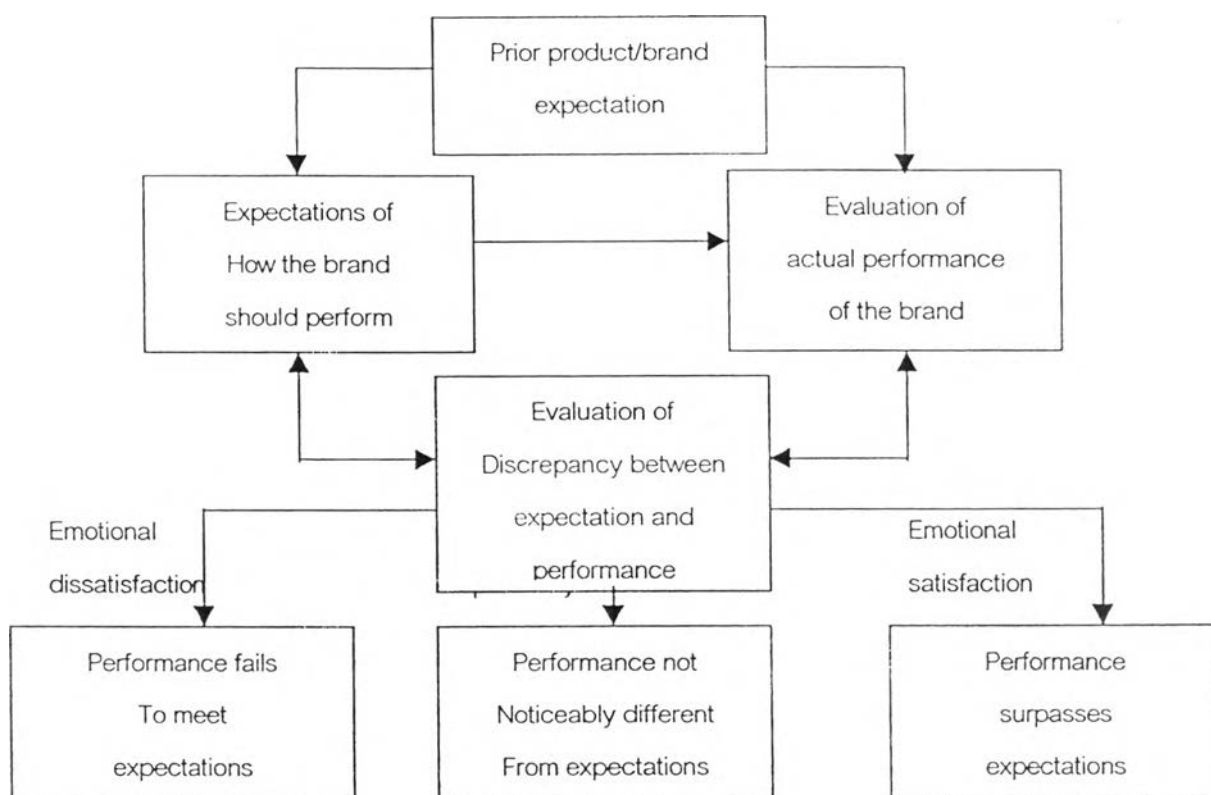 Prior product/brand
expectation
Expectations of
How the brand
should perform
Evaluation of
actual performance
of the brand
Evaluation of
Discrepancy between
expectation and
performance
Emotional
dissatisfaction
Emotional
satisfaction
Performance fails
To meet
expectations
Performance not
Noticeably different
From expectations
Performance
surpasses
expectations